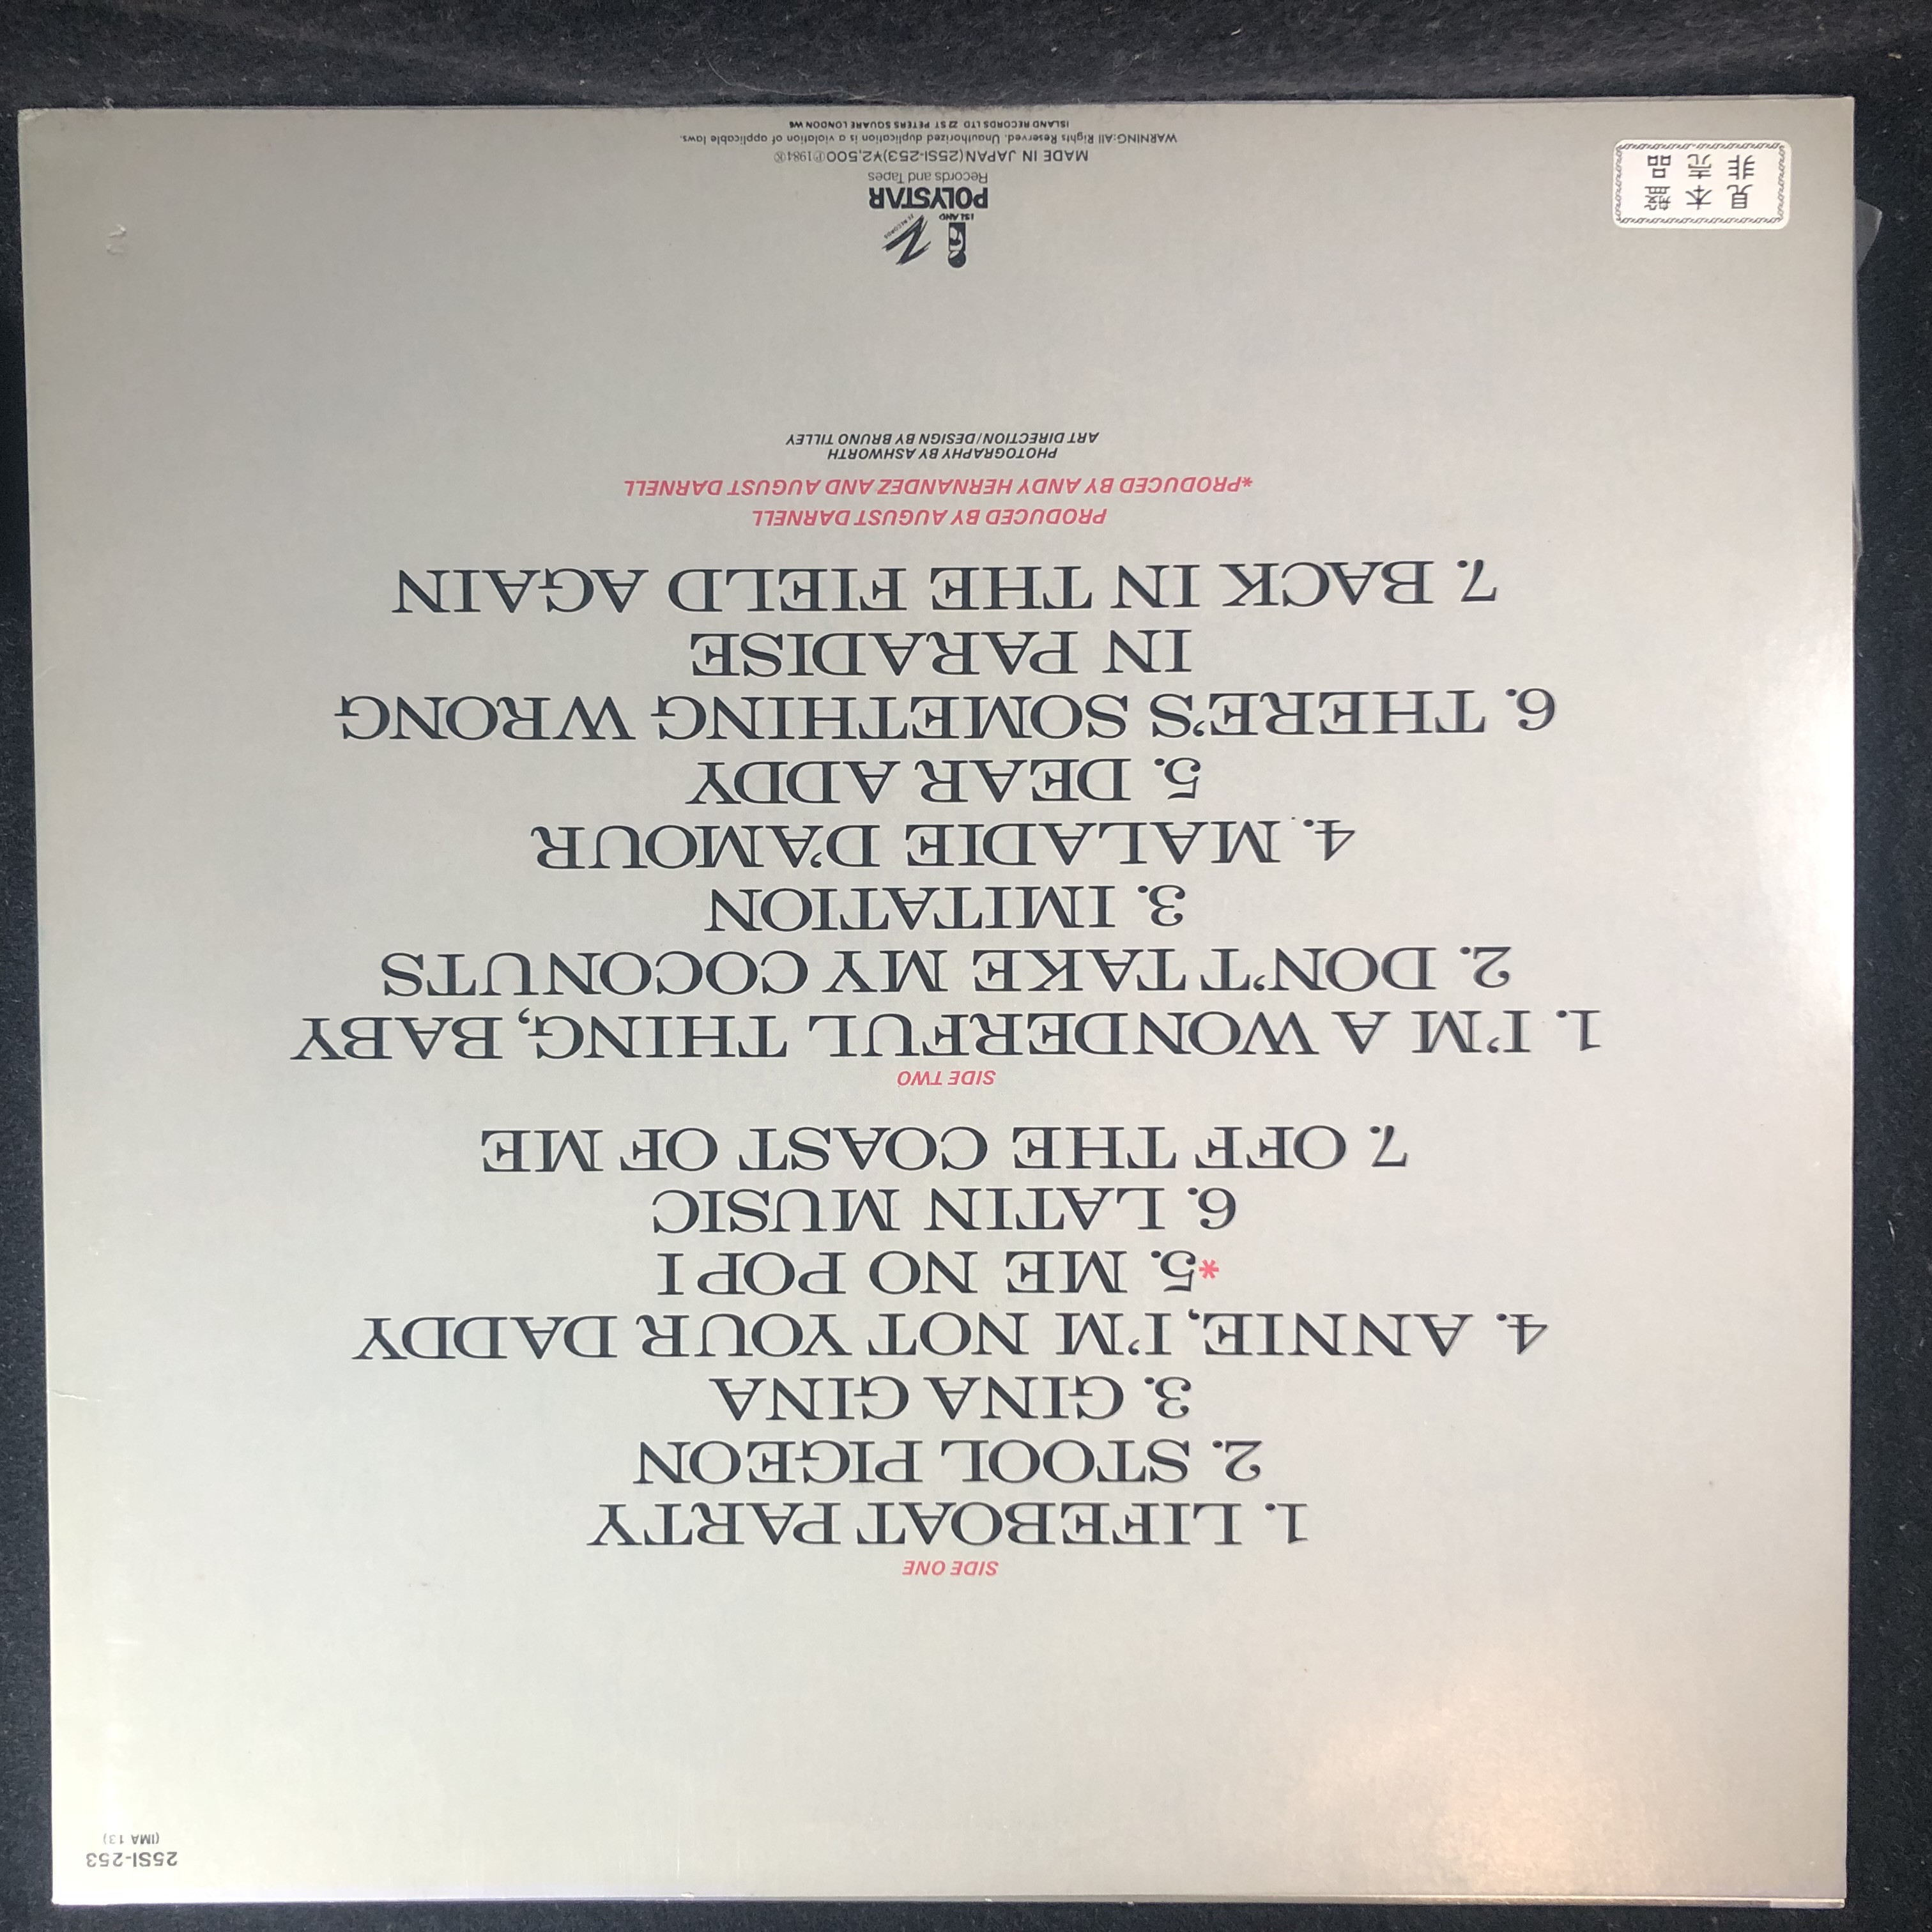 25SI-253
(IMA 13)
SIDE ONE
1. LIFEBOAT PARTY
2. STOOL PIGEON
3. GINA GINA
4. ANNIE, I'M NOT YOUR DADDY
*5. ME NO POP I
6. LATIN MUSIC
7. OFF THE COAST OF ME
SIDE TWO
1. I'M A WONDERFUL THING, BABY
2. DON'T TAKE MY COCONUTS
3. IMITATION
4. MALADIE D'AMOUR
5. DEAR ADDY
6. THERE'S SOMETHING WRONG
IN PARADISE
7. BACK IN THE FIELD AGAIN
PRODUCED BY AUGUST DARNELL
*PRODUCED BY ANDY HERNANDEZ AND AUGUST DARNELL
PHOTOGRAPHY BY ASHWORTH
ART DIRECTION/DESIGN BY BRUNO TILLEY
ISLAND
ZE RECORDS
POLYSTAR
Records and Tapes
MADE IN JAPAN(25SI-253)¥2,500Ⓟ1984Ⓚ
WARNING:All Rights Reserved. Unauthorized duplication is a violation of applicable laws.
ISLAND RECORDS LTD 22 ST PETERS SQUARE LONDON W6
見本盤
非売品